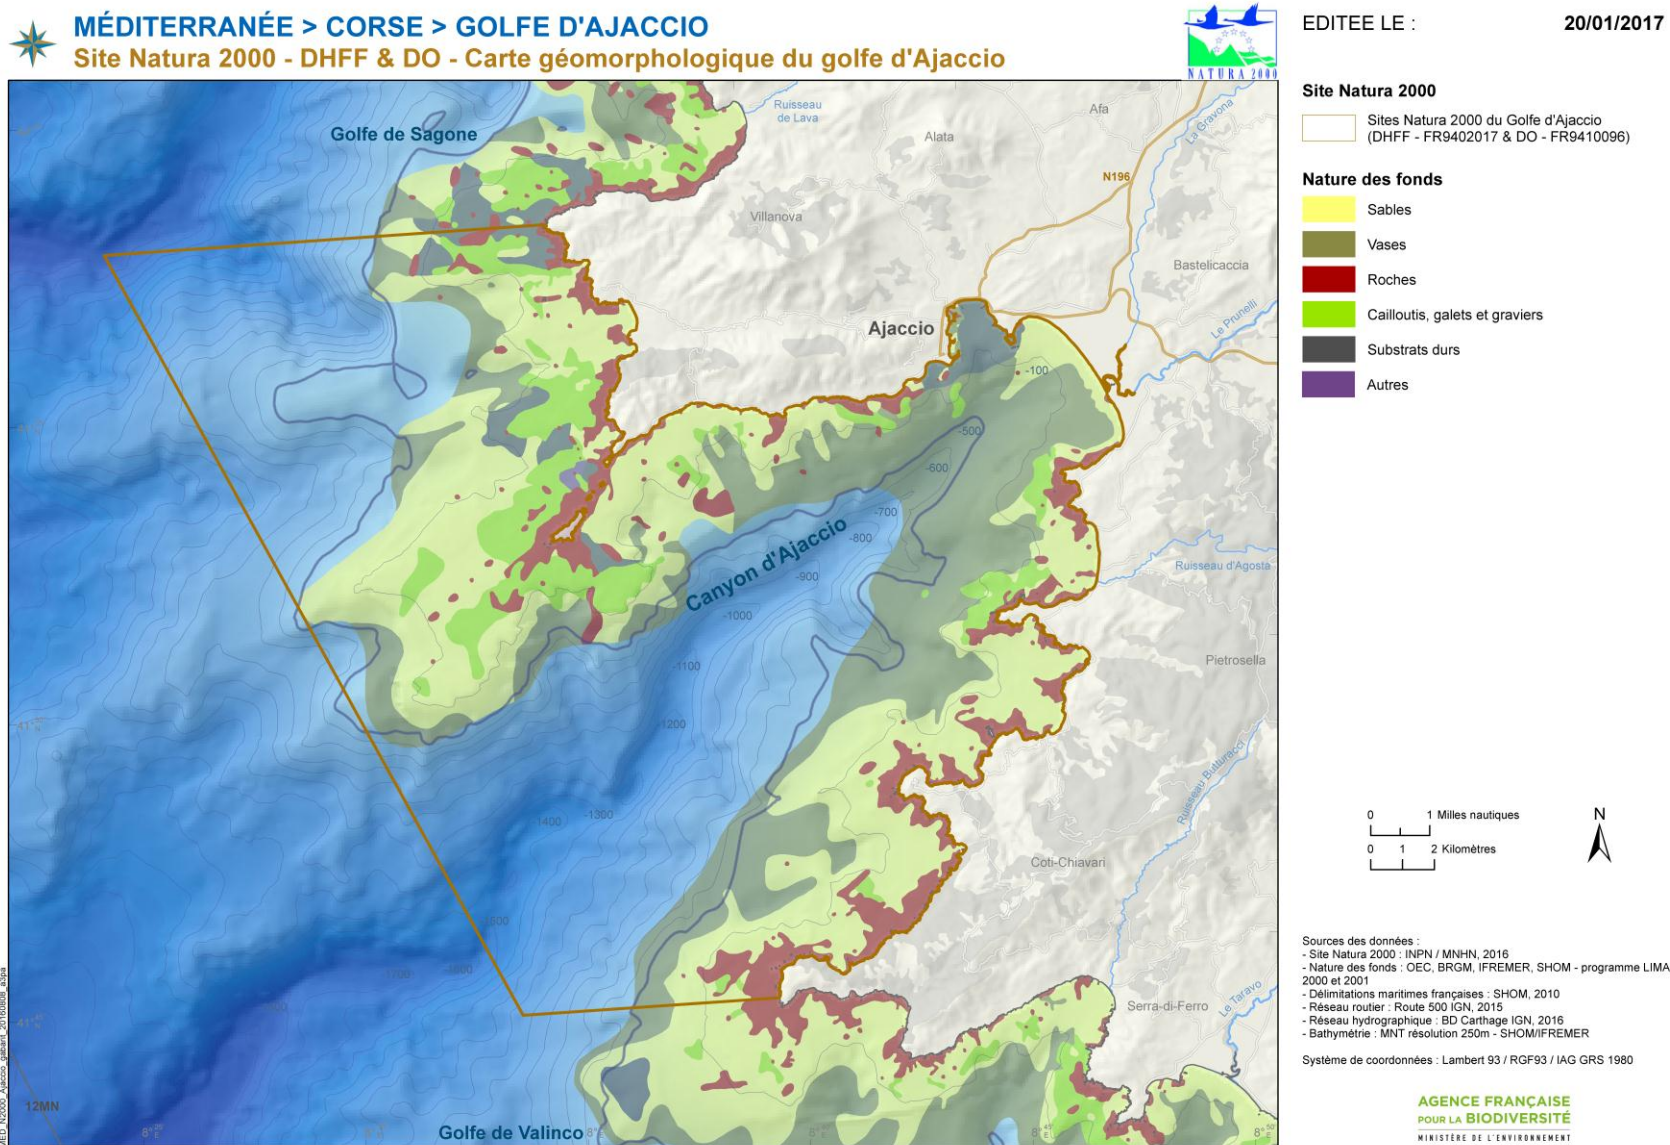 MÉDITERRANÉE > CORSE > GOLFE D'AJACCIO
Site Natura 2000 - DHFF & DO - Carte géomorphologique du golfe d'Ajaccio
NATURA 2000
EDITEE LE : 20/01/2017
Site Natura 2000
Sites Natura 2000 du Golfe d'Ajaccio
(DHFF - FR9402017 & DO - FR9410096)
Nature des fonds
Sables
Vases
Roches
Cailloutis, galets et graviers
Substrats durs
Autres
Golfe de Sagone
Ruisseau
de Lava
Afa
Alata
La Gravona
N196
Villanova
Bastelicaccia
Le Prunelli
Ajaccio
-100
-500
-600
-700
-800
-900
-1000
-1100
-1200
-1300
-1400
Canyon d'Ajaccio
Ruisseau d'Agosta
Pietrosella
Ruisseau Butturacci
Coti-Chiavari
Serra-di-Ferro
Le Taravo
Golfe de Valinco
12MN
0 1 Milles nautiques
0 1 2 Kilomètres
N
Sources des données :
- Site Natura 2000 : INPN / MNHN, 2016
- Nature des fonds : OEC, BRGM, IFREMER, SHOM - programme LIMA
2000 et 2001
- Délimitations maritimes françaises : SHOM, 2010
- Réseau routier : Route 500 IGN, 2015
- Réseau hydrographique : BD Carthage IGN, 2016
- Bathymétrie : MNT résolution 250m - SHOM/IFREMER
Système de coordonnées : Lambert 93 / RGF93 / IAG GRS 1980
AGENCE FRANÇAISE
POUR LA BIODIVERSITÉ
MINISTÈRE DE L'ENVIRONNEMENT